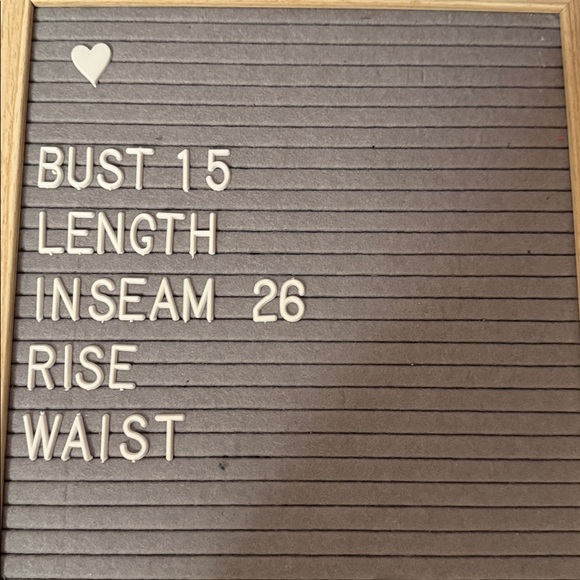 BUST 15
LENGTH
INSEAM 26
RISE
WAIST